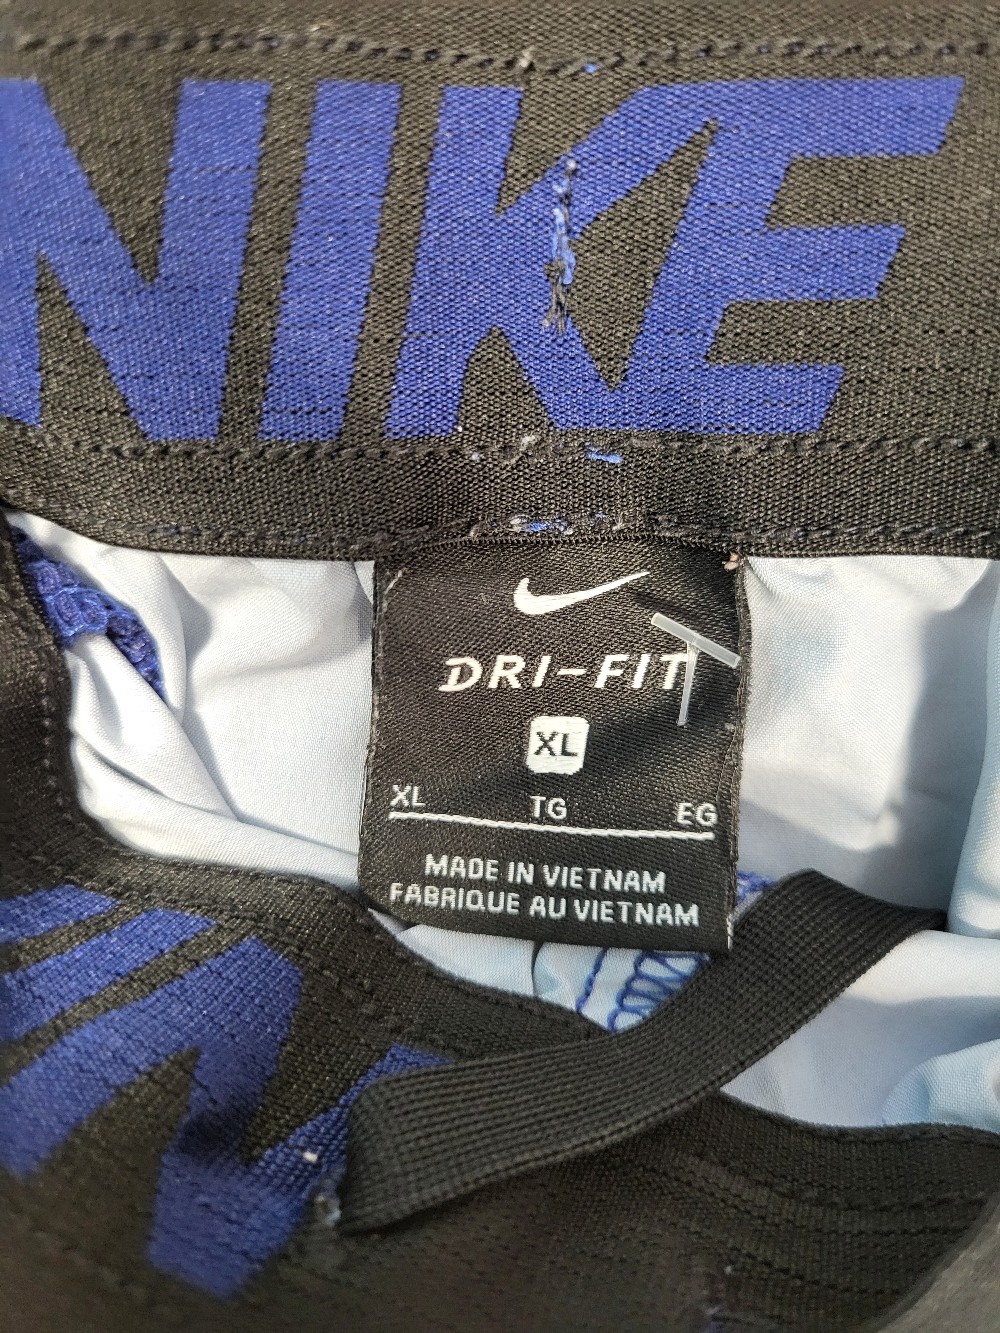 NIKE
DRI-FIT
XL
XL TG EG
MADE IN VIETNAM
FABRIQUE AU VIETNAM